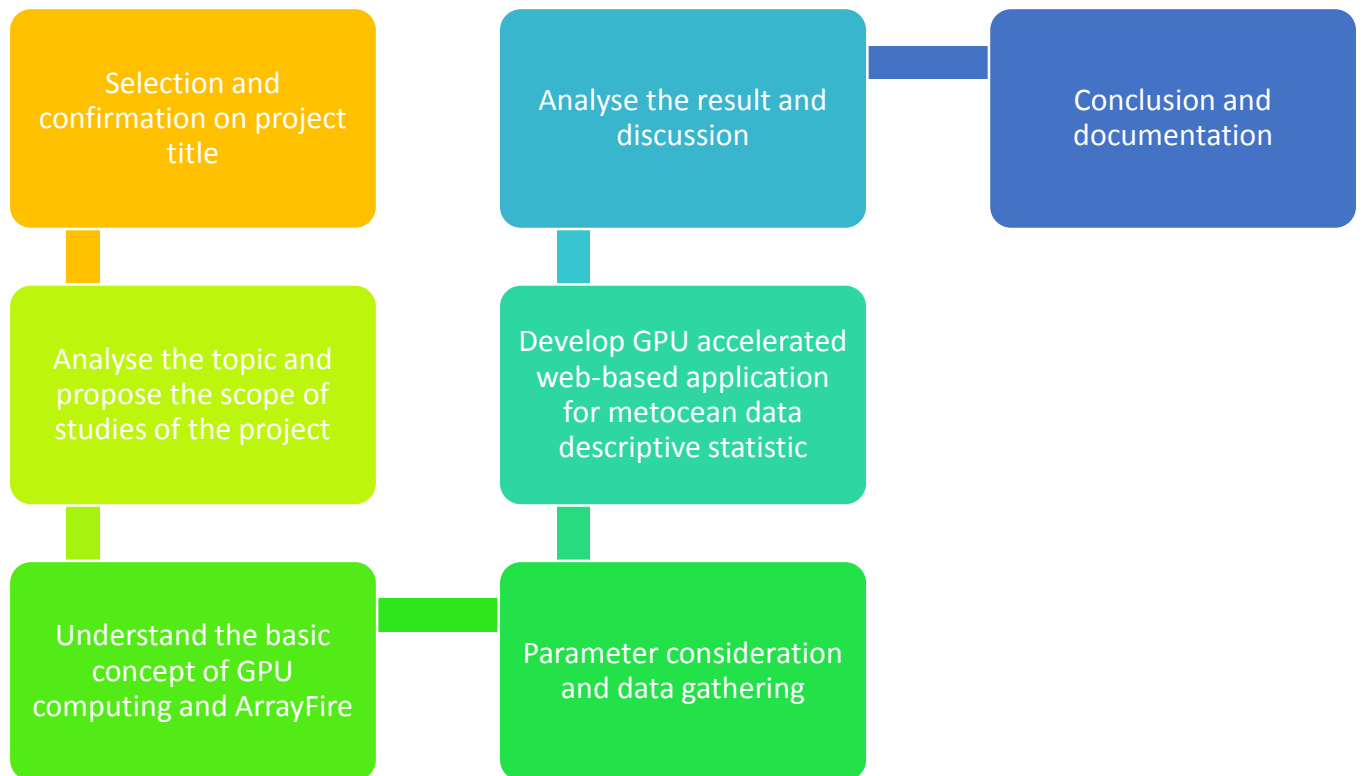 Selection and
confirmation on project
title
Analyse the topic and
propose the scope of
studies of the project
Understand the basic
concept of GPU
computing and ArrayFire
Parameter consideration
and data gathering
Develop GPU accelerated
web-based application
for metocean data
descriptive statistic
Analyse the result and
discussion
Conclusion and
documentation